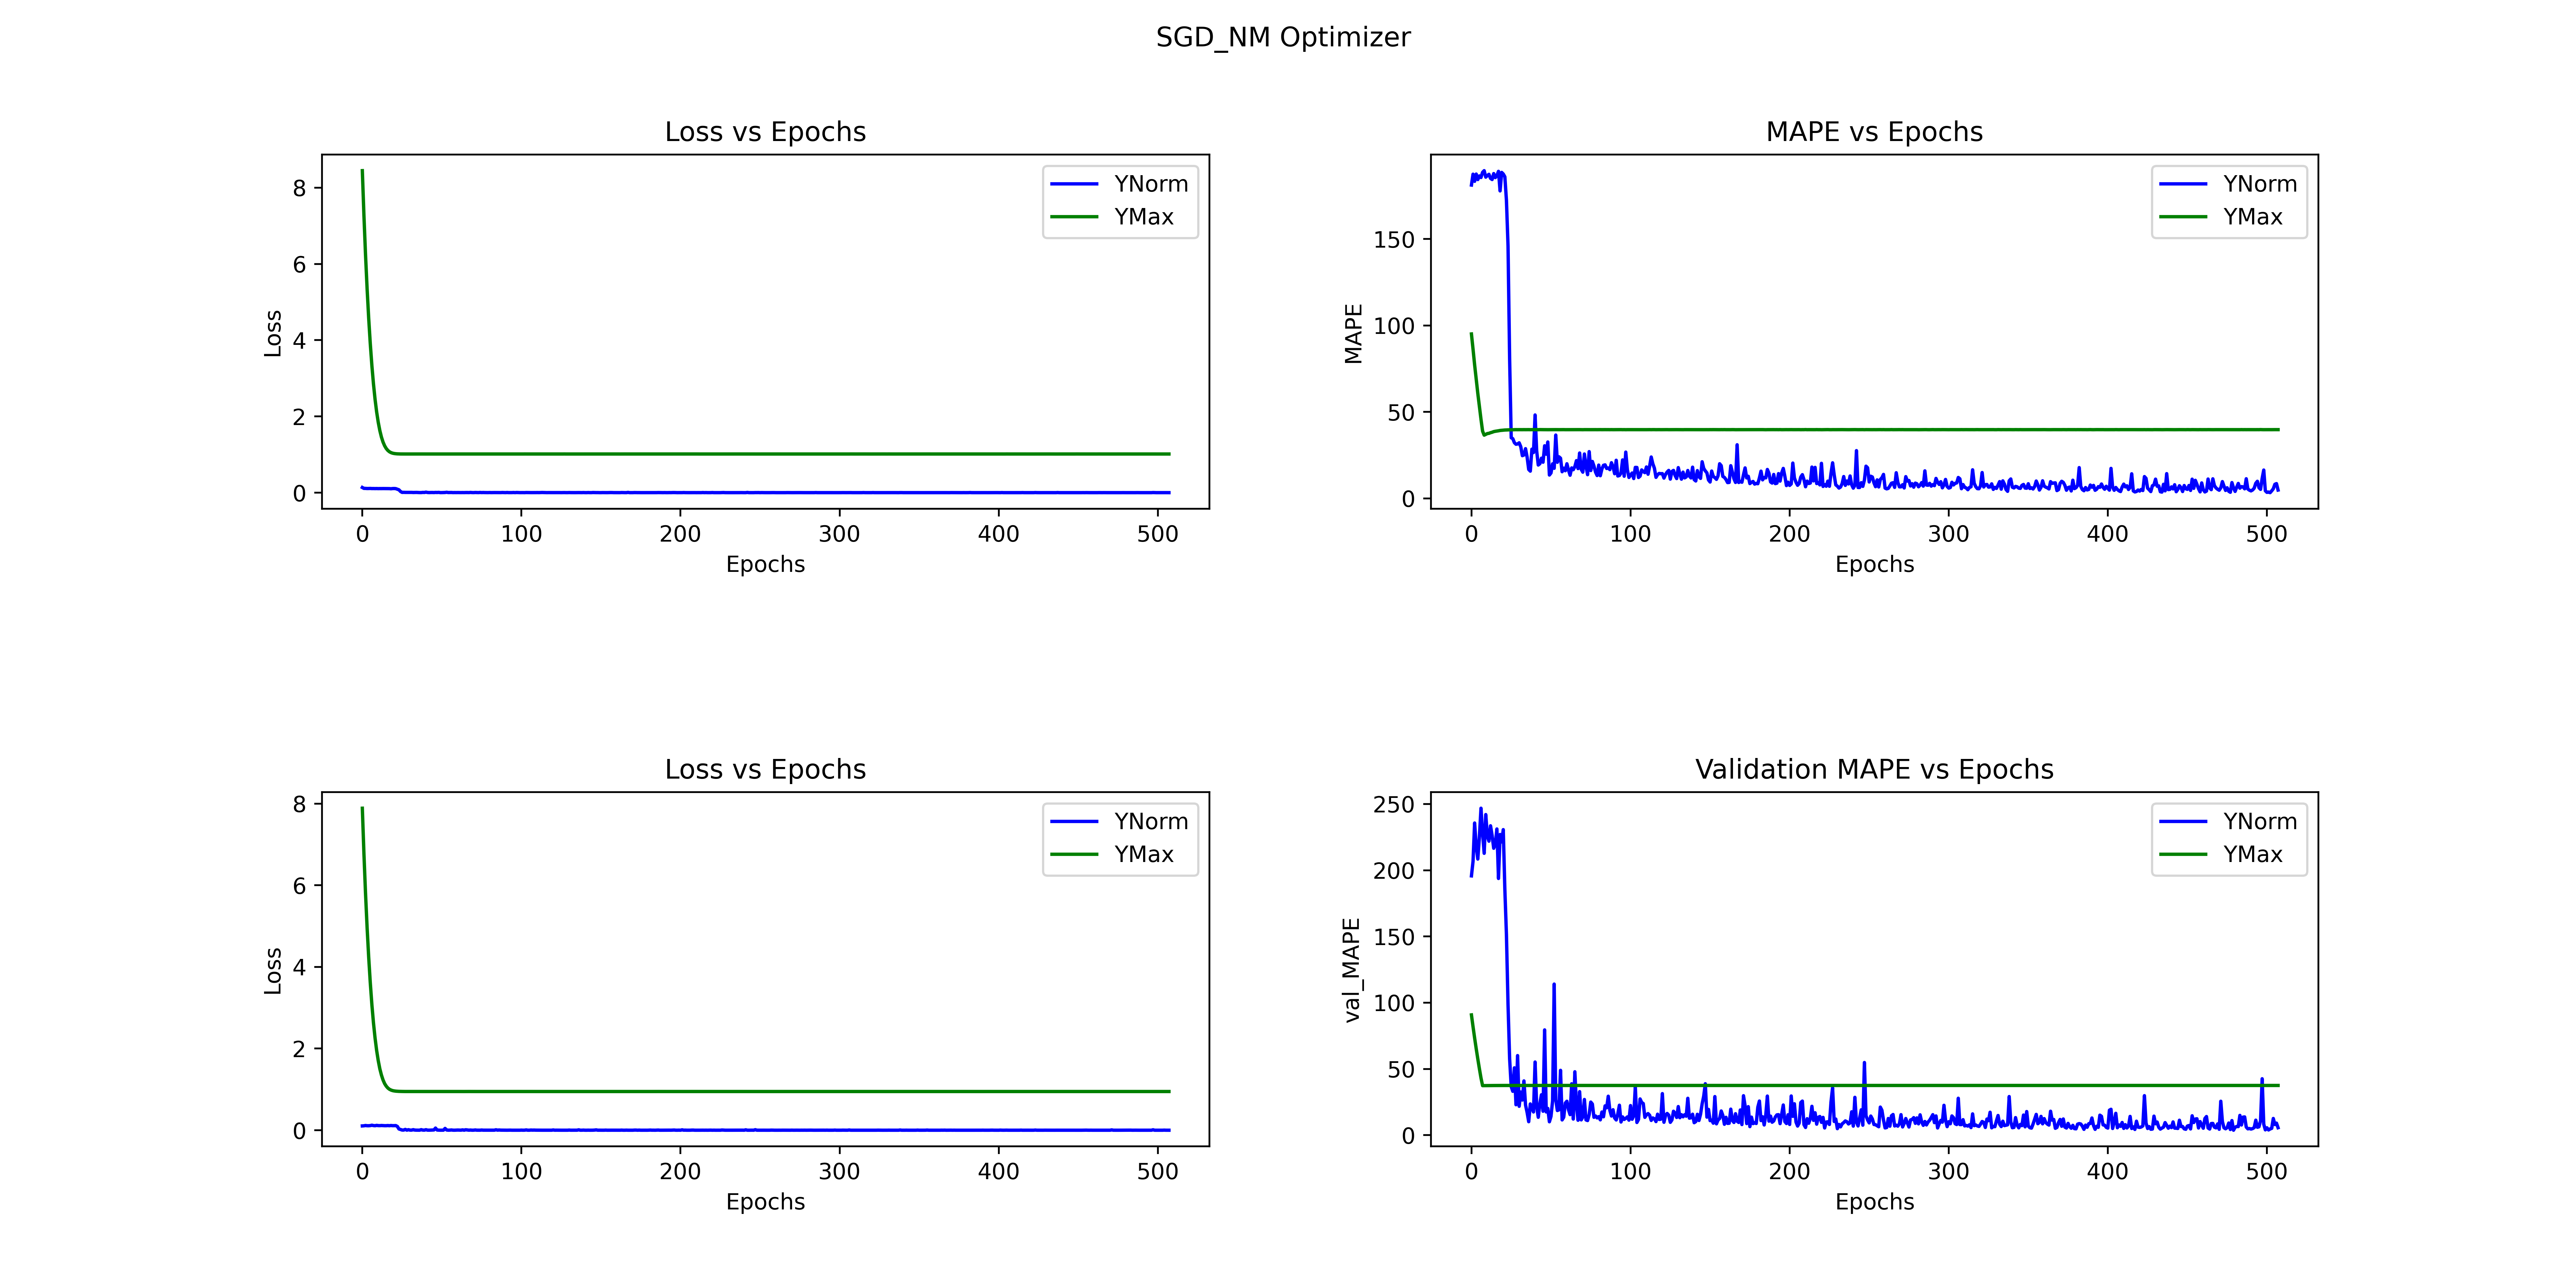 SGD_NM Optimizer
Loss vs Epochs
YNorm
YMax
8
6
4
2
0
Loss
0 100 200 300 400 500
Epochs
MAPE vs Epochs
YNorm
YMax
150
100
50
0
MAPE
0 100 200 300 400 500
Epochs
Loss vs Epochs
YNorm
YMax
8
6
4
2
0
Loss
0 100 200 300 400 500
Epochs
Validation MAPE vs Epochs
YNorm
YMax
250
200
150
100
50
0
val_MAPE
0 100 200 300 400 500
Epochs